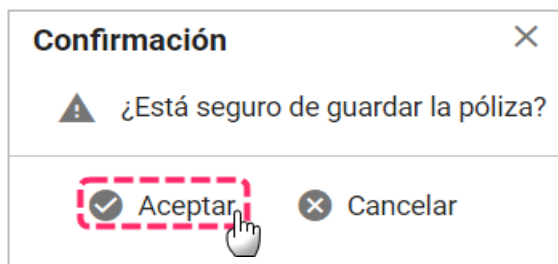 Confirmación
¿Está seguro de guardar la póliza?
Aceptar Cancelar